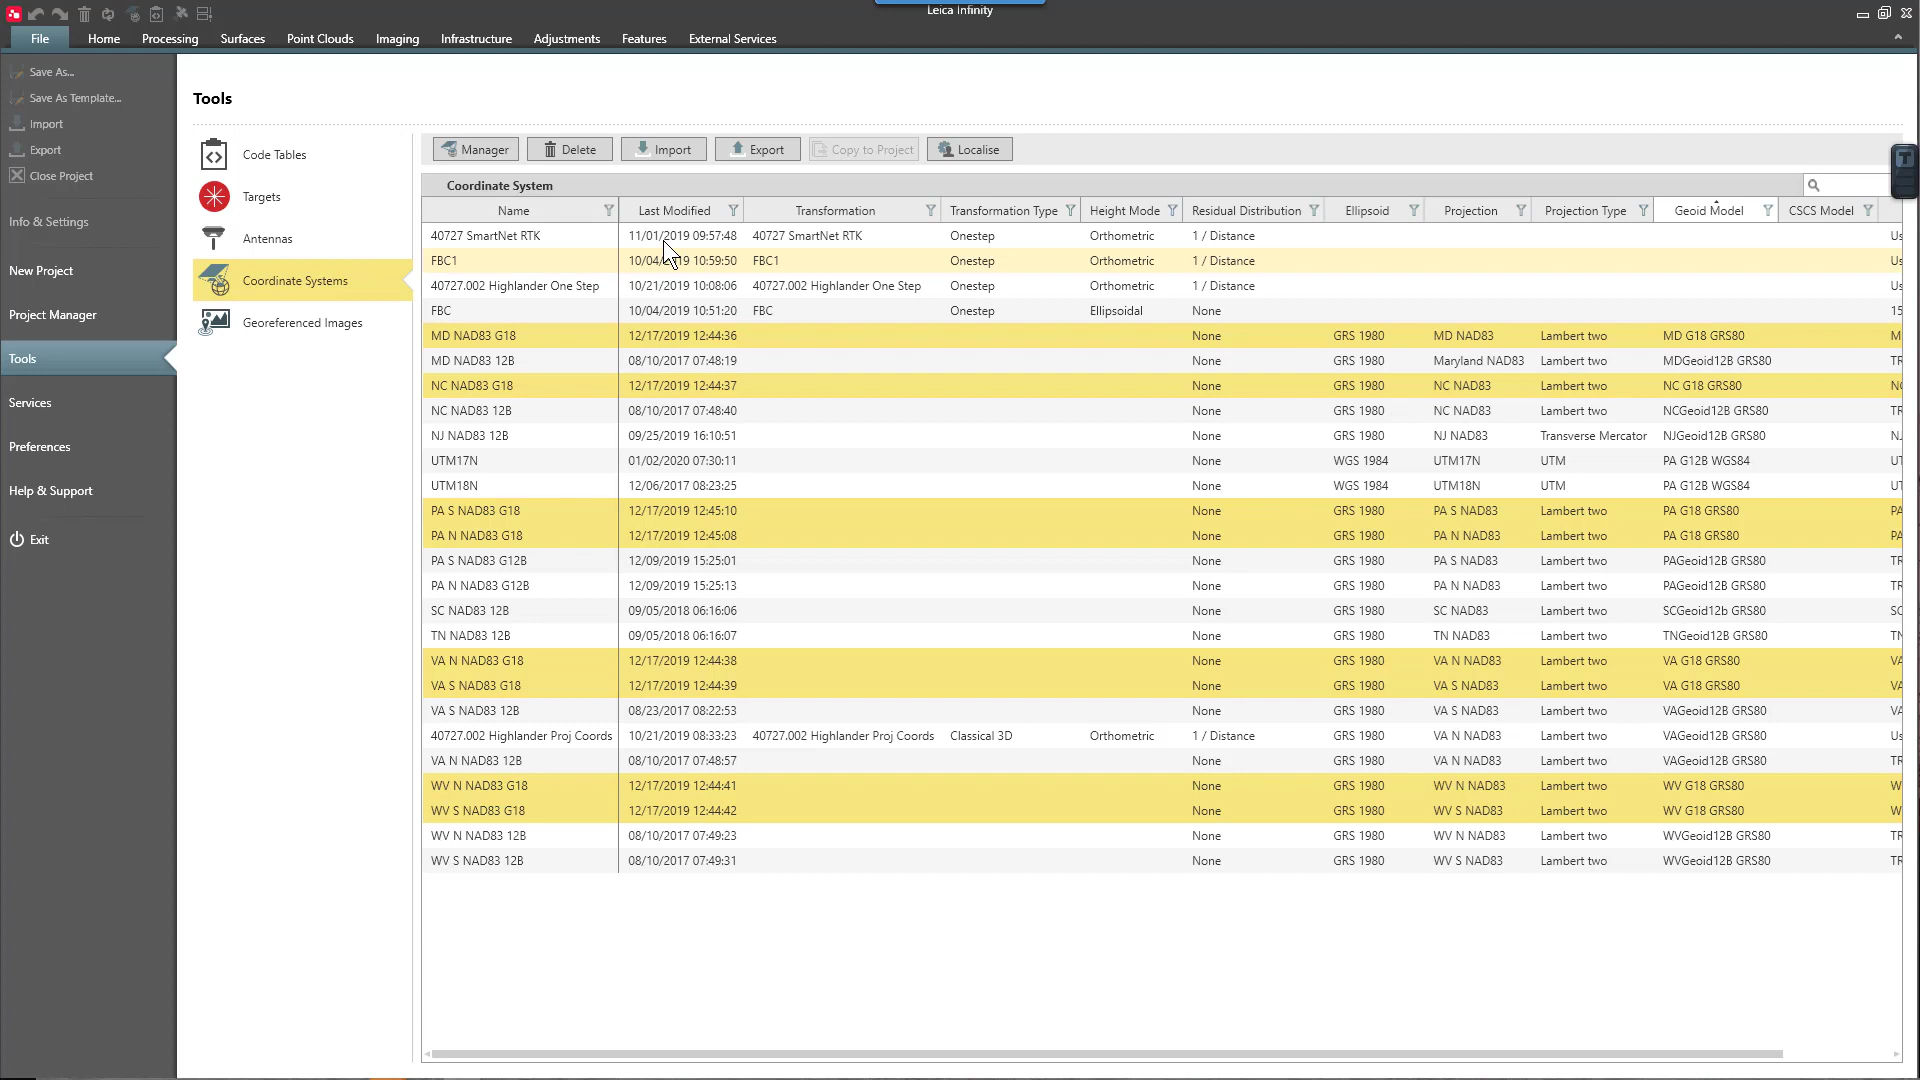 Leica Infinity
File Home Processing Surfaces Point Clouds Imaging Infrastructure Adjustments Features External Services
Save As...
Save As Template...
Import
Export
Close Project
Info & Settings
New Project
Project Manager
Tools
Services
Preferences
Help & Support
Exit
Tools
Code Tables
Targets
Antennas
Coordinate Systems
Georeferenced Images
Manager Delete Import Export Copy to Project Localise
Coordinate System
Name Last Modified Transformation Transformation Type Height Mode Residual Distribution Ellipsoid Projection Projection Type Geoid Model CSCS Model
40727 SmartNet RTK 11/01/2019 09:57:48 40727 SmartNet RTK Onestep Orthometric 1 / Distance Us
FBC1 10/04/2019 10:59:50 FBC1 Onestep Orthometric 1 / Distance Us
40727.002 Highlander One Step 10/21/2019 10:08:06 40727.002 Highlander One Step Onestep Orthometric 1 / Distance Us
FBC 10/04/2019 10:51:20 FBC Onestep Ellipsoidal None 15
MD NAD83 G18 12/17/2019 12:44:36 None GRS 1980 MD NAD83 Lambert two MD G18 GRS80 M
MD NAD83 12B 08/10/2017 07:48:19 None GRS 1980 Maryland NAD83 Lambert two MDGeoid12B GRS80 TR
NC NAD83 G18 12/17/2019 12:44:37 None GRS 1980 NC NAD83 Lambert two NC G18 GRS80 NC
NC NAD83 12B 08/10/2017 07:48:40 None GRS 1980 NC NAD83 Lambert two NCGeoid12B GRS80 TR
NJ NAD83 12B 09/25/2019 16:10:51 None GRS 1980 NJ NAD83 Transverse Mercator NJGeoid12B GRS80 NJ
UTM17N 01/02/2020 07:30:11 None WGS 1984 UTM17N UTM PA G12B WGS84 UT
UTM18N 12/06/2017 08:23:25 None WGS 1984 UTM18N UTM PA G12B WGS84 UT
PA S NAD83 G18 12/17/2019 12:45:10 None GRS 1980 PA S NAD83 Lambert two PA G18 GRS80 PA
PA N NAD83 G18 12/17/2019 12:45:08 None GRS 1980 PA N NAD83 Lambert two PA G18 GRS80 PA
PA S NAD83 G12B 12/09/2019 15:25:01 None GRS 1980 PA S NAD83 Lambert two PAGeoid12B GRS80 TR
PA N NAD83 G12B 12/09/2019 15:25:13 None GRS 1980 PA N NAD83 Lambert two PAGeoid12B GRS80 TR
SC NAD83 12B 09/05/2018 06:16:06 None GRS 1980 SC NAD83 Lambert two SCGeoid12b GRS80 SC
TN NAD83 12B 09/05/2018 06:16:07 None GRS 1980 TN NAD83 Lambert two TNGeoid12B GRS80 TN
VA N NAD83 G18 12/17/2019 12:44:38 None GRS 1980 VA N NAD83 Lambert two VA G18 GRS80 VA
VA S NAD83 G18 12/17/2019 12:44:39 None GRS 1980 VA S NAD83 Lambert two VA G18 GRS80 VA
VA S NAD83 12B 08/23/2017 08:22:53 None GRS 1980 VA S NAD83 Lambert two VAGeoid12B GRS80 VA
40727.002 Highlander Proj Coords 10/21/2019 08:33:23 40727.002 Highlander Proj Coords Classical 3D Orthometric 1 / Distance GRS 1980 VA N NAD83 Lambert two VAGeoid12B GRS80 Us
VA N NAD83 12B 08/10/2017 07:48:57 None GRS 1980 VA N NAD83 Lambert two VAGeoid12B GRS80 TR
WV N NAD83 G18 12/17/2019 12:44:41 None GRS 1980 WV N NAD83 Lambert two WV G18 GRS80 W
WV S NAD83 G18 12/17/2019 12:44:42 None GRS 1980 WV S NAD83 Lambert two WV G18 GRS80 W
WV N NAD83 12B 08/10/2017 07:49:23 None GRS 1980 WV N NAD83 Lambert two WVGeoid12B GRS80 TR
WV S NAD83 12B 08/10/2017 07:49:31 None GRS 1980 WV S NAD83 Lambert two WVGeoid12B GRS80 TR